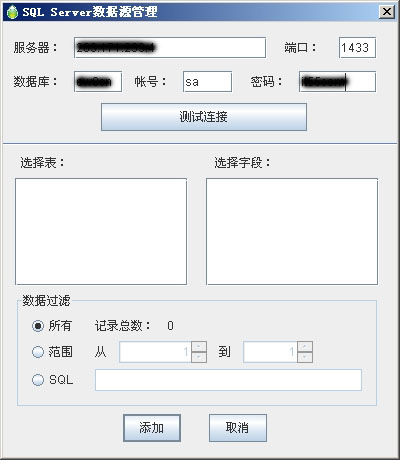 SQL Server数据源管理
服务器： 端口： 1433
数据库： 帐号： sa 密码：
测试连接
选择表： 选择字段：
数据过滤
所有 记录总数： 0
范围 从 1 到 1
SQL
添加 取消